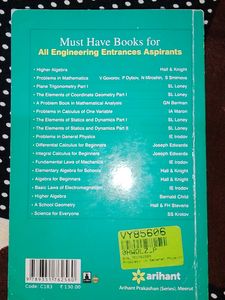 Must Have Books for
All Engineering Entrances Aspirants
Higher Algebra Hall & Knight
Problems in Mathematics V Govorov, P Dybov, N Miroshin, S Smirnova
Plane Trigonometry Part I SL Loney
The Elements of Coordinate Geometry Part I SL Loney
A Problem Book in Mathematical Analysis GN Berman
Problems in Calculus of One Variable IA Maron
The Elements of Statics and Dynamics Part I SL Loney
The Elements of Statics and Dynamics Part II SL Loney
Problems in General Physics IE Irodov
Differential Calculus for Beginners Joseph Edwards
Integral Calculus for Beginners Joseph Edwards
Fundamental Laws of Mechanics IE Irodov
Elementary Algebra for Schools Hall & Knight
Algebra for Beginners Hall & Knight
Basic Laws of Electromagnetism IE Irodov
Higher Algebra Barnard Child
A School Geometry Hall & FH Stevens
Science for Everyone SS Krotov
VY85606
Code: C183 ₹ 130.00
arihant
Arihant Prakashan (Series), Meerut